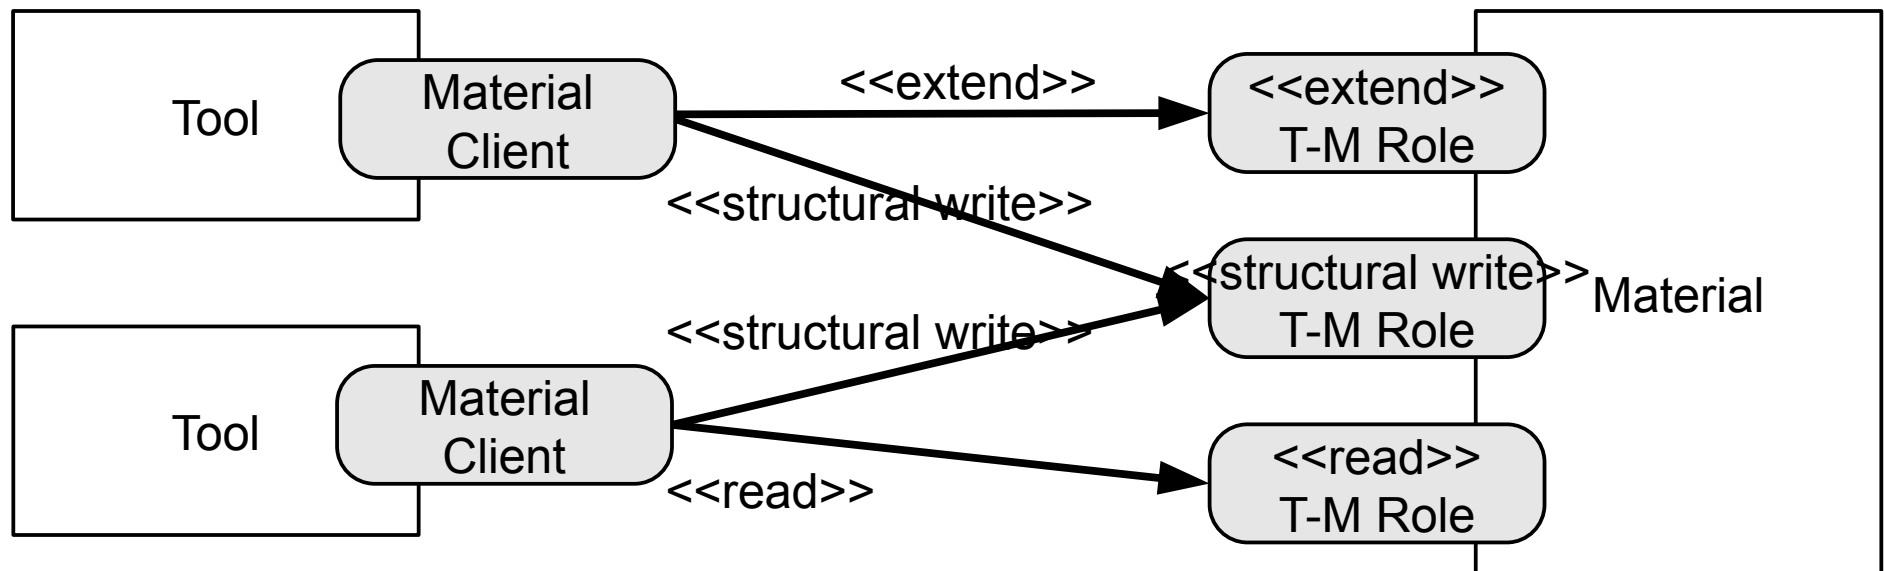 Tool
Material
Client
<<extend>>
<<extend>>
T-M Role
<<structural write>>
<<structural write>>
T-M Role
Material
<<structural write>>
Tool
Material
Client
<<read>>
<<read>>
T-M Role